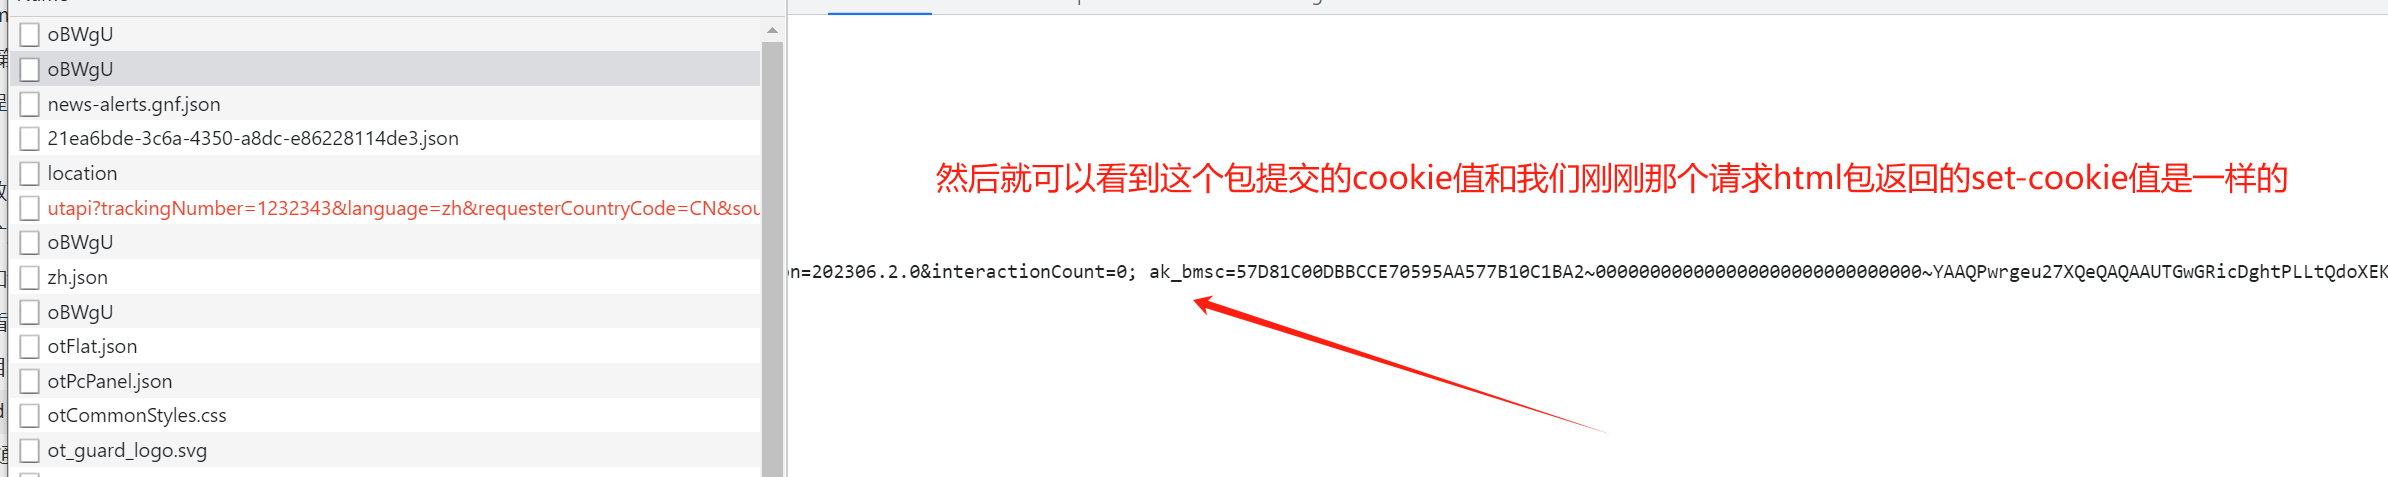 oBWgU
oBWgU
news-alerts.gnf.json
21ea6bde-3c6a-4350-a8dc-e86228114de3.json
location
utapi?trackingNumber=1232343&language=zh&requesterCountryCode=CN&sou
oBWgU
zh.json
oBWgU
otFlat.json
otPcPanel.json
otCommonStyles.css
ot_guard_logo.svg
然后就可以看到这个包提交的cookie值和我们刚刚那个请求html包返回的set-cookie值是一样的
on=202306.2.0&interactionCount=0; ak_bmsc=57D81C00DBBCCE70595AA577B10C1BA2~000000000000000000000000000000~YAAQPwrgeu27XQeQAQAAUTGwGRicDghtPLLtQdoXEK